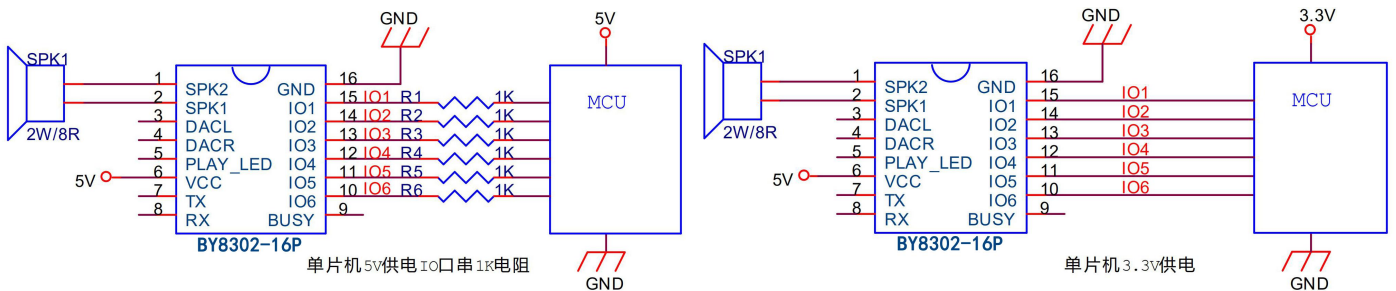 GND
5V
SPK1
2W/8R
1 SPK2 GND 16
2 SPK1 IO1 15 IO1 R1 1K
3 DACL IO2 14 IO2 R2 1K
4 DACR IO3 13 IO3 R3 1K
5 PLAY_LED IO4 12 IO4 R4 1K
5V 6 VCC IO5 11 IO5 R5 1K
7 TX IO6 10 IO6 R6 1K
8 RX BUSY 9
BY8302-16P
MCU
GND
单片机5V供电IO口串1K电阻
GND
3.3V
SPK1
2W/8R
1 SPK2 GND 16
2 SPK1 IO1 15 IO1
3 DACL IO2 14 IO2
4 DACR IO3 13 IO3
5 PLAY_LED IO4 12 IO4
5V 6 VCC IO5 11 IO5
7 TX IO6 10 IO6
8 RX BUSY 9
BY8302-16P
MCU
GND
单片机3.3V供电